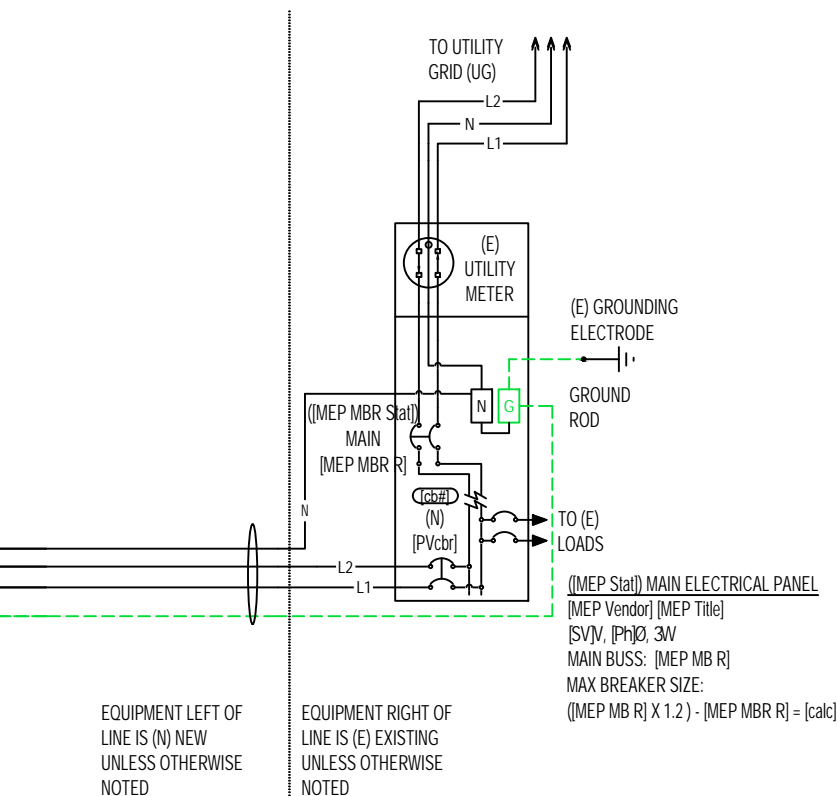 TO UTILITY
GRID (UG)
L2
N
L1
(E)
UTILITY
METER
(E) GROUNDING
ELECTRODE
GROUND
ROD
N
G
([MEP MBR Stat])
MAIN
[MEP MBR R]
[cb#]
(N)
[PVcbr]
N
TO (E)
LOADS
L2
L1
([MEP Stat]) MAIN ELECTRICAL PANEL
[MEP Vendor] [MEP Title]
[SV]V, [Ph]Ø, 3W
MAIN BUSS: [MEP MB R]
MAX BREAKER SIZE:
([MEP MB R] X 1.2 ) - [MEP MBR R] = [calc]
EQUIPMENT LEFT OF
LINE IS (N) NEW
UNLESS OTHERWISE
NOTED
EQUIPMENT RIGHT OF
LINE IS (E) EXISTING
UNLESS OTHERWISE
NOTED